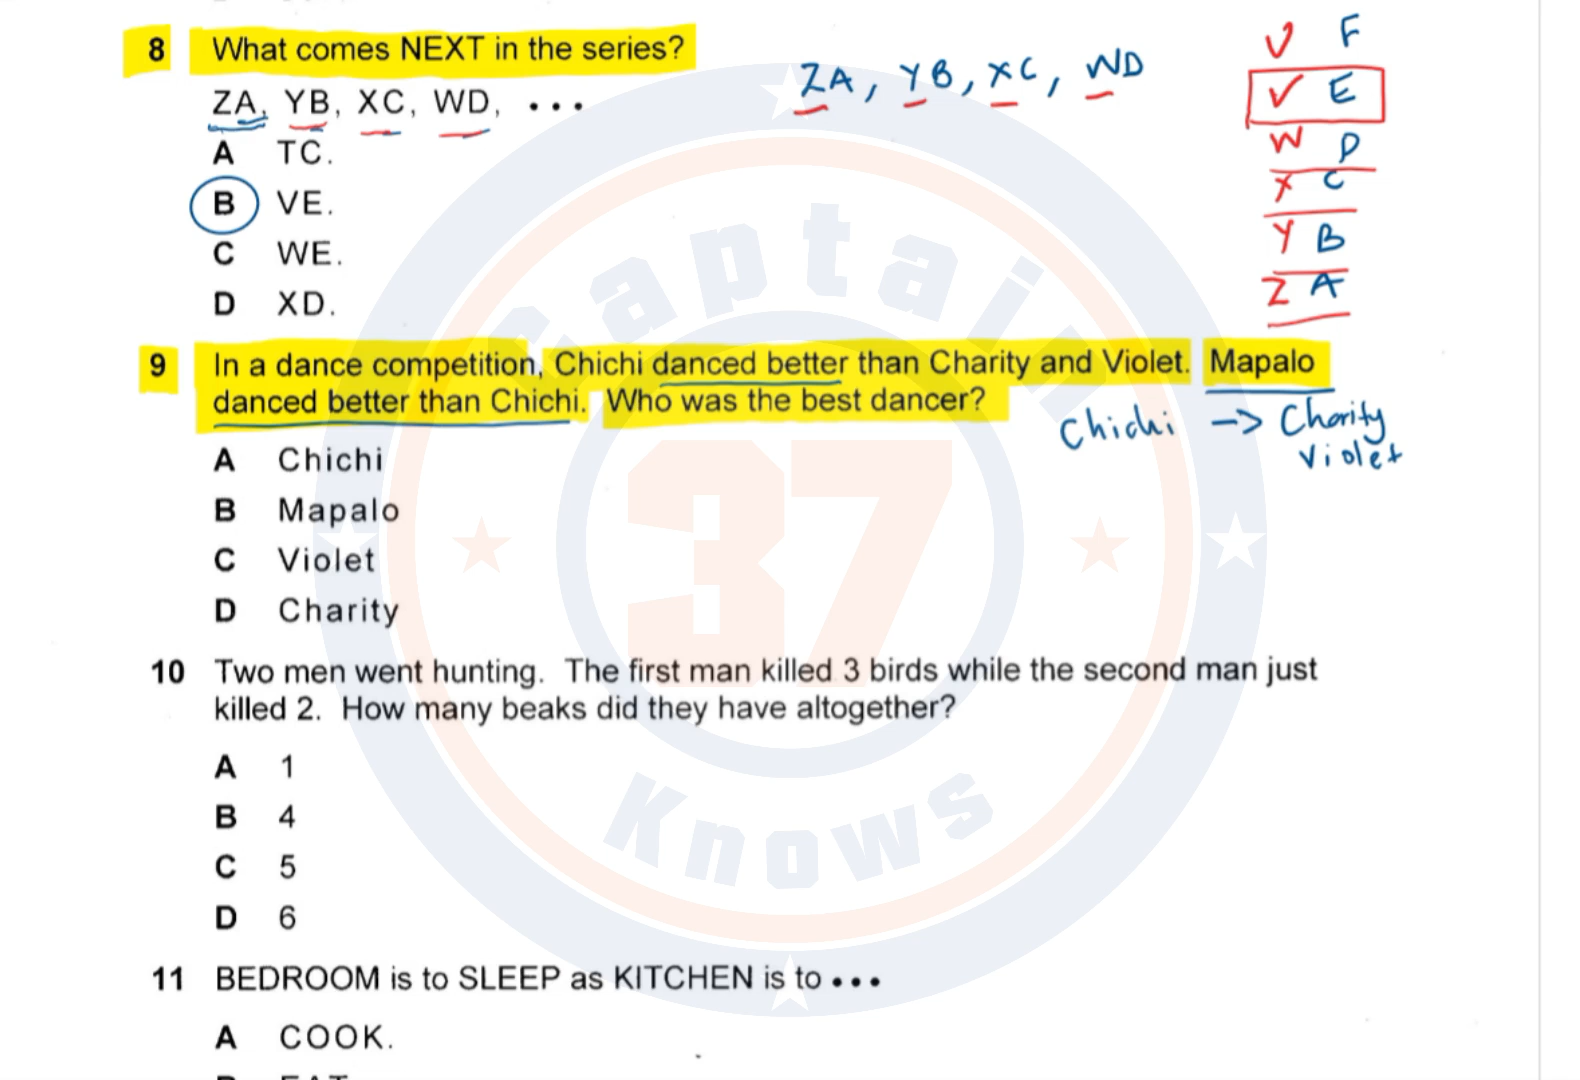 8 What comes NEXT in the series?
ZA, YB, XC, WD, •••
A TC.
B VE.
C WE.
D XD.
ZA, YB, XC, WD
V F
V E
W D
X C
Y B
Z A
9 In a dance competition, Chichi danced better than Charity and Violet. Mapalo
danced better than Chichi. Who was the best dancer?
Chichi -> Charity
Violet
A Chichi
B Mapalo
C Violet
D Charity
10 Two men went hunting. The first man killed 3 birds while the second man just
killed 2. How many beaks did they have altogether?
A 1
B 4
C 5
D 6
11 BEDROOM is to SLEEP as KITCHEN is to •••
A COOK.
Captain
37
Knows